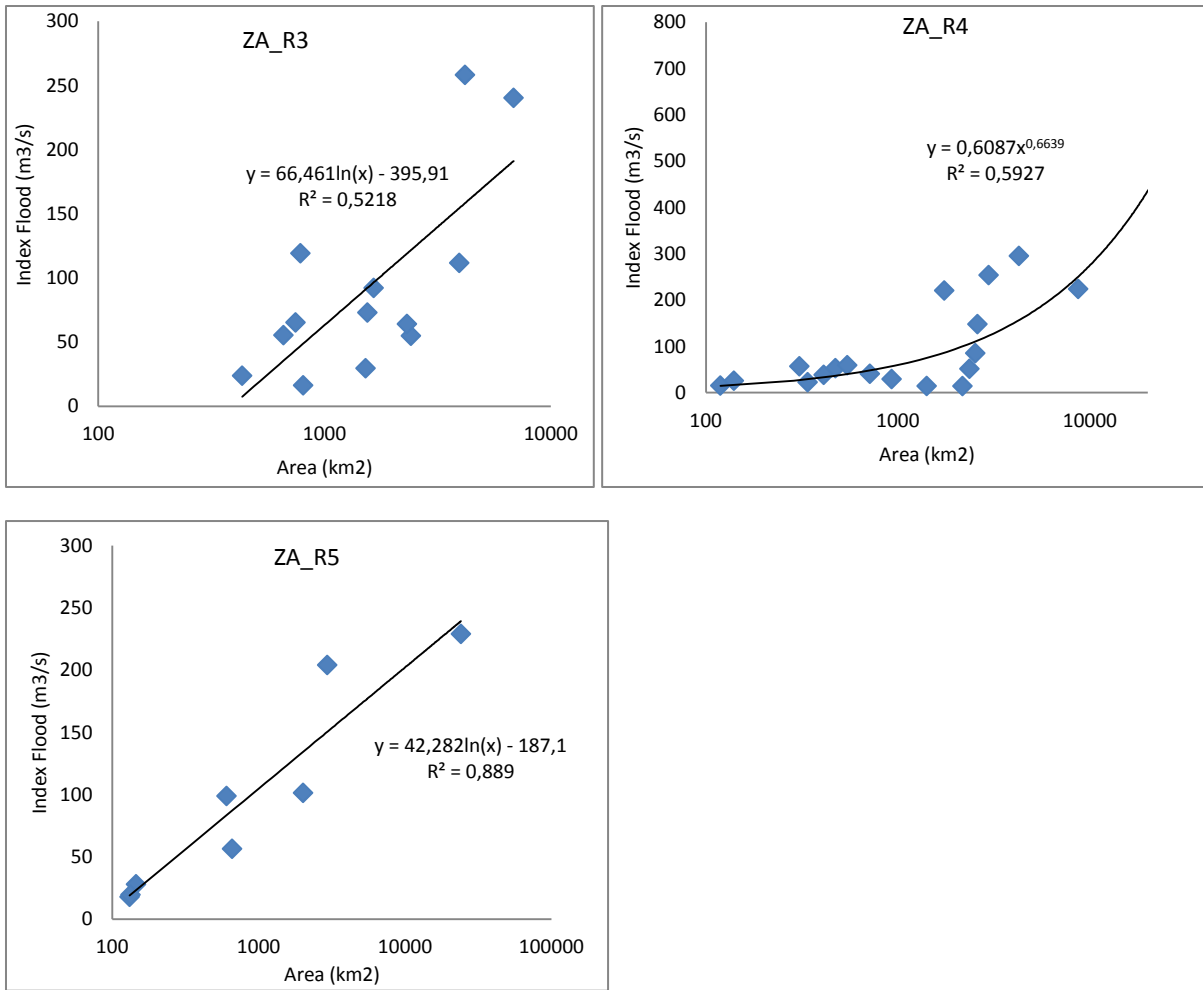 ZA_R3
300
250
200
150
100
50
0
Index Flood (m3/s)
y = 66,461ln(x) - 395,91
R² = 0,5218
100
1000
10000
Area (km2)
ZA_R4
800
700
600
500
400
300
200
100
0
Index Flood (m3/s)
y = 0,6087x^0,6639
R² = 0,5927
100
1000
10000
Area (km2)
ZA_R5
300
250
200
150
100
50
0
Index Flood (m3/s)
y = 42,282ln(x) - 187,1
R² = 0,889
100
1000
10000
100000
Area (km2)